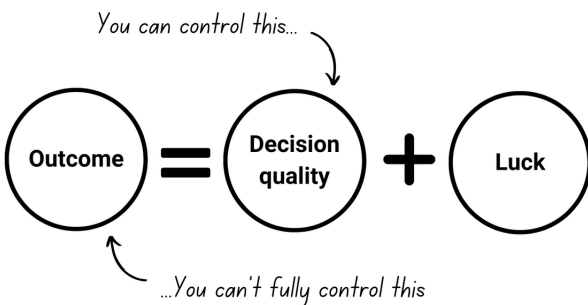 You can control this...
Outcome
=
Decision
quality
+
Luck
...You can't fully control this